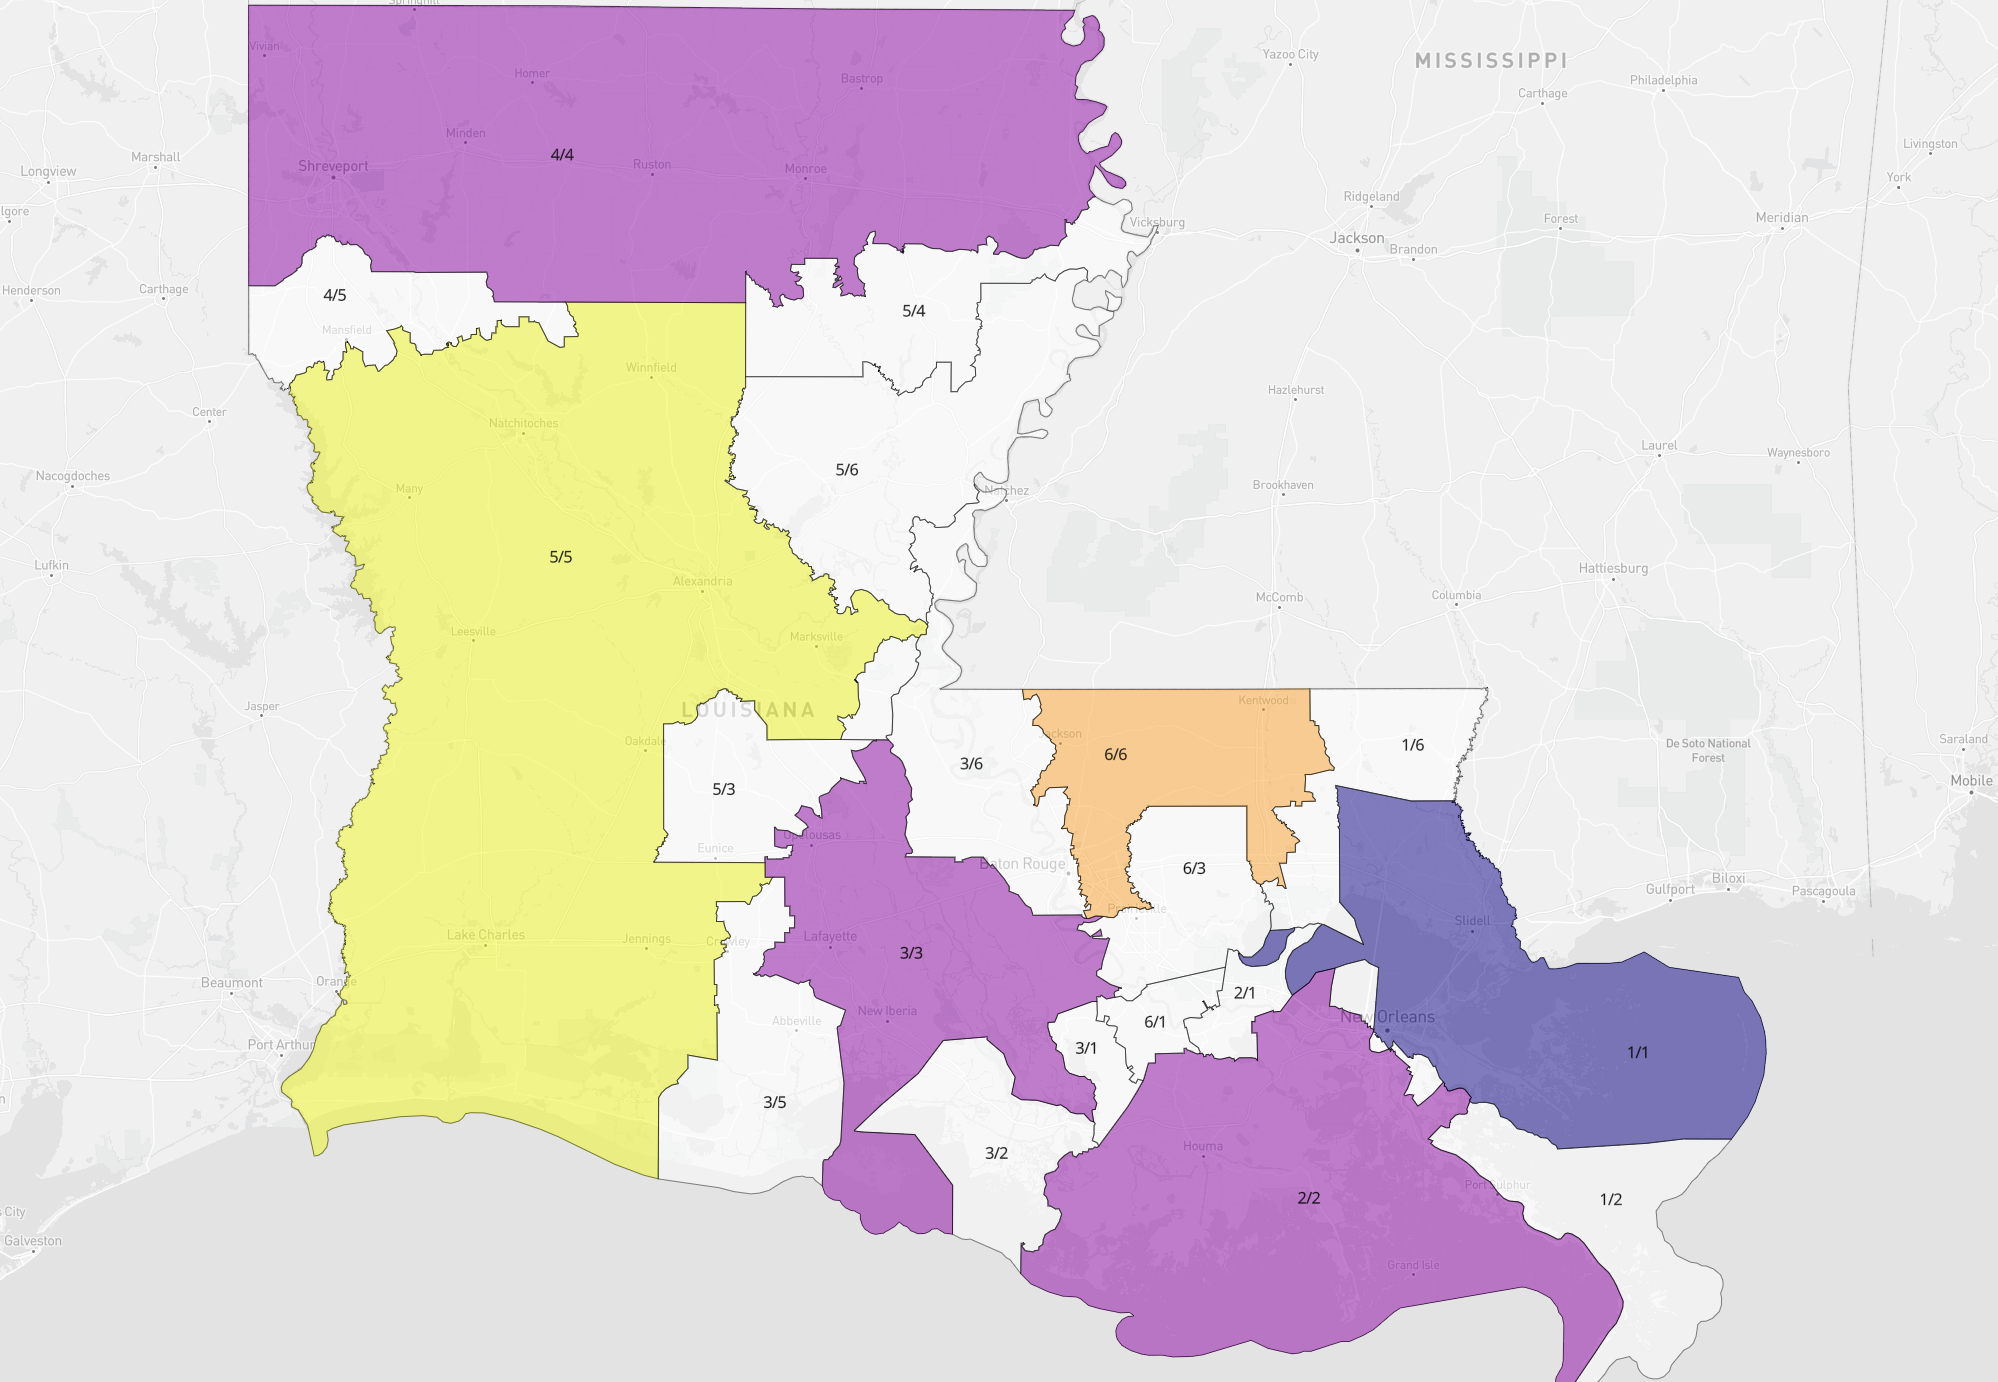 Springhill
Vivian
Homer
Bastrop
Yazoo City
MISSISSIPPI
Philadelphia
Carthage
Minden
Longview
Marshall
4/4
Shreveport
Ruston
Monroe
Livingston
York
lgore
Ridgeland
Vicksburg
Forest
Meridian
Jackson
Brandon
Henderson
Carthage
4/5
5/4
Mansfield
Winnfield
Hazlehurst
Center
Natchitoches
Laurel
Waynesboro
Nacogdoches
Many
5/6
Natchez
Brookhaven
Lufkin
5/5
Alexandria
Hattiesburg
McComb
Columbia
Leesville
Marksville
Jasper
LOUISIANA
Kentwood
Oakdale
Jackson
1/6
De Soto National
Forest
Saraland
3/6
6/6
Mobile
5/3
Opelousas
Eunice
Baton Rouge
6/3
Biloxi
Gulfport
Pascagoula
Prairieville
Slidell
Lake Charles
Jennings
Crowley
Lafayette
3/3
Beaumont
Orange
2/1
New Iberia
Abbeville
6/1
New Orleans
Port Arthur
3/1
1/1
3/5
3/2
Houma
Port Sulphur
2/2
1/2
s City
Galveston
Grand Isle
n